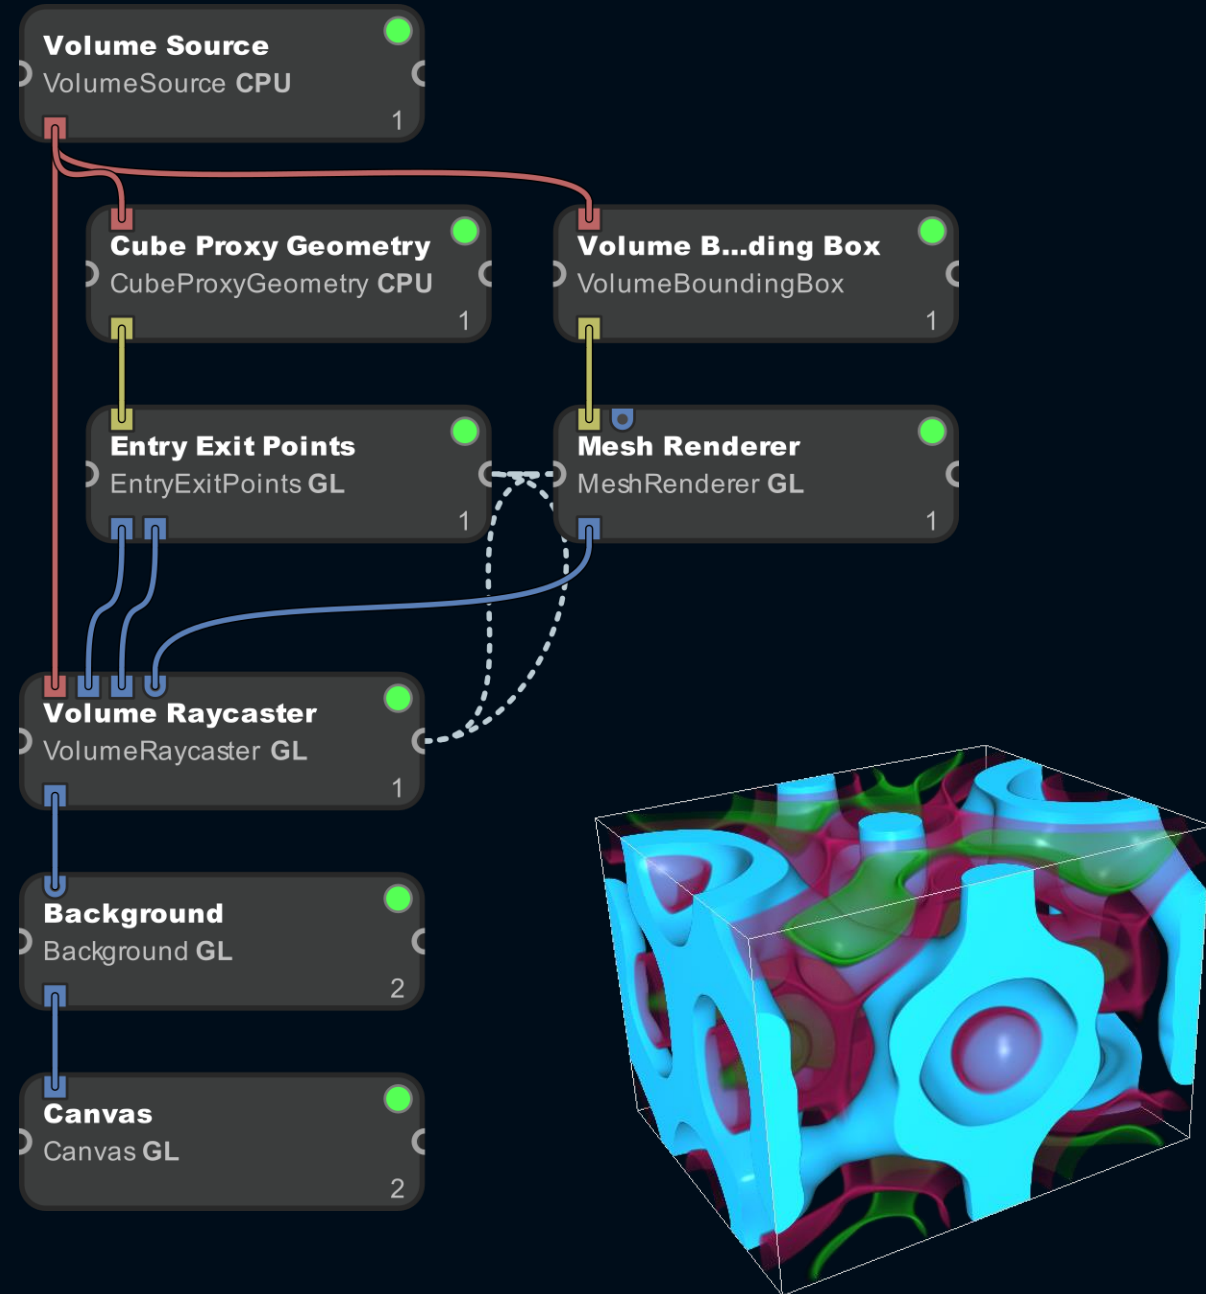 Volume Source
VolumeSource CPU
1
Cube Proxy Geometry
CubeProxyGeometry CPU
1
Volume B...ding Box
VolumeBoundingBox
1
Entry Exit Points
EntryExitPoints GL
1
Mesh Renderer
MeshRenderer GL
1
Volume Raycaster
VolumeRaycaster GL
1
Background
Background GL
2
Canvas
Canvas GL
2